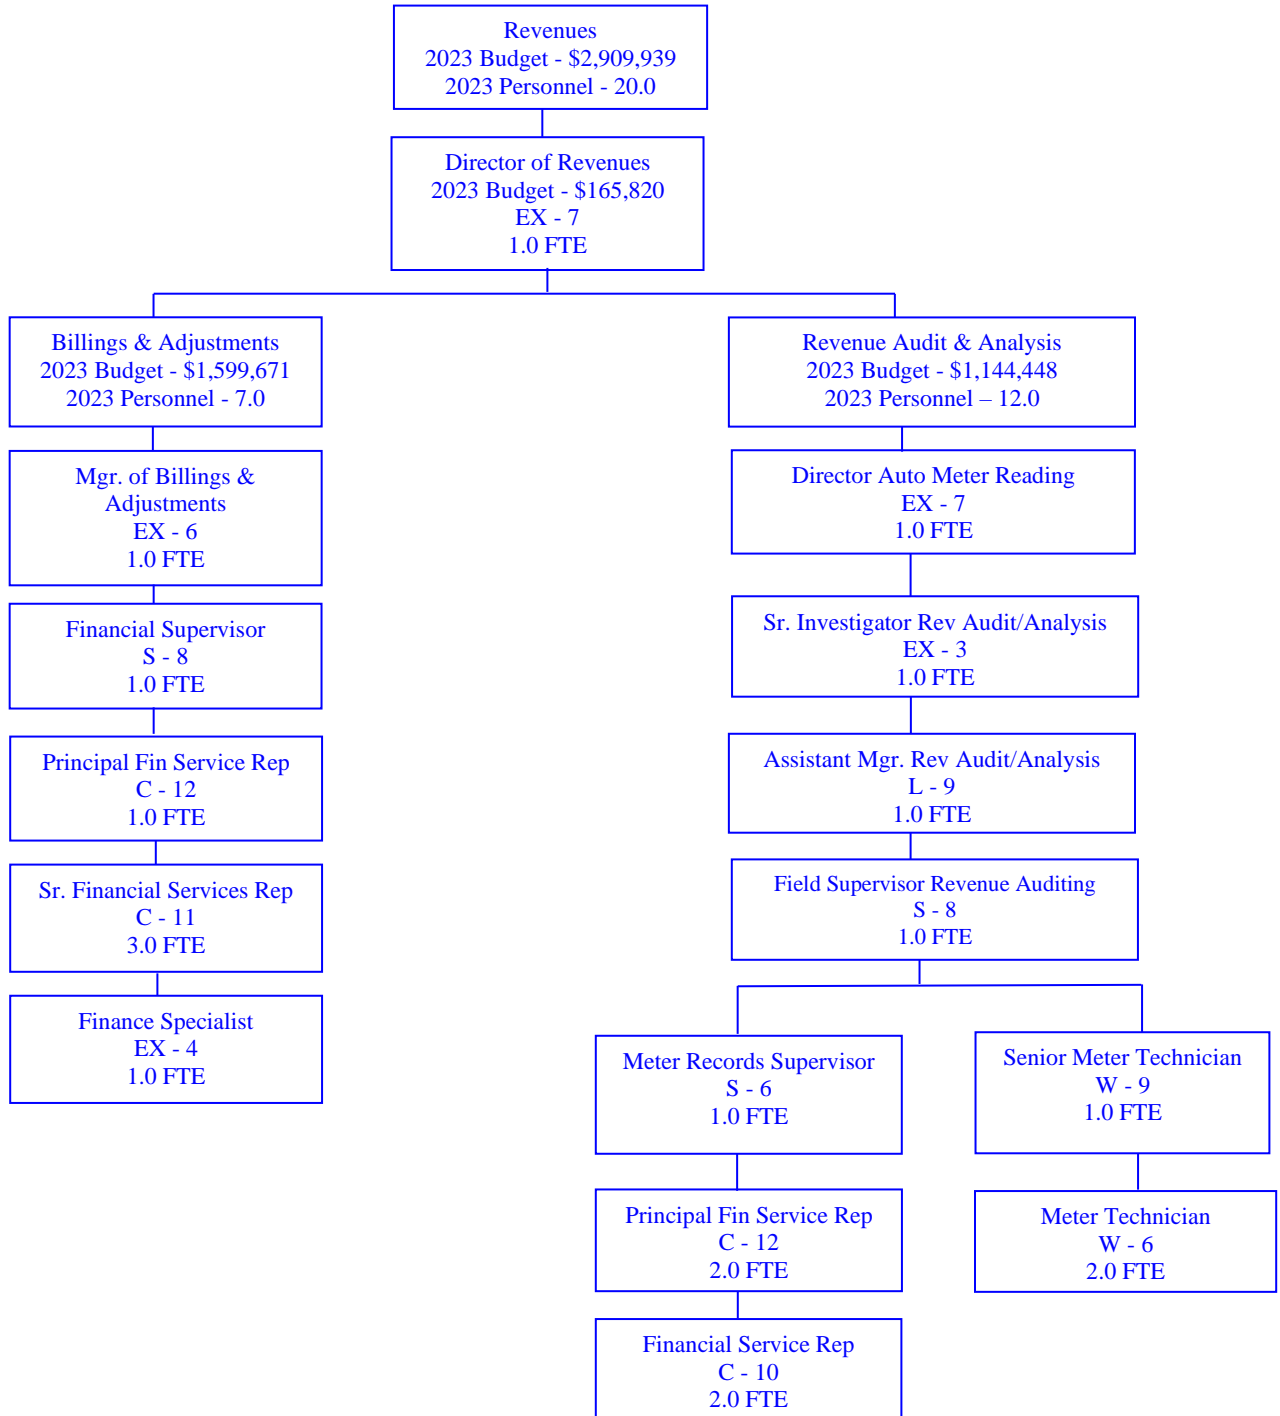 Revenues
2023 Budget - $2,909,939
2023 Personnel - 20.0
Director of Revenues
2023 Budget - $165,820
EX - 7
1.0 FTE
Billings & Adjustments
2023 Budget - $1,599,671
2023 Personnel - 7.0
Mgr. of Billings &
Adjustments
EX - 6
1.0 FTE
Financial Supervisor
S - 8
1.0 FTE
Principal Fin Service Rep
C - 12
1.0 FTE
Sr. Financial Services Rep
C - 11
3.0 FTE
Finance Specialist
EX - 4
1.0 FTE
Revenue Audit & Analysis
2023 Budget - $1,144,448
2023 Personnel – 12.0
Director Auto Meter Reading
EX - 7
1.0 FTE
Sr. Investigator Rev Audit/Analysis
EX - 3
1.0 FTE
Assistant Mgr. Rev Audit/Analysis
L - 9
1.0 FTE
Field Supervisor Revenue Auditing
S - 8
1.0 FTE
Meter Records Supervisor
S - 6
1.0 FTE
Principal Fin Service Rep
C - 12
2.0 FTE
Financial Service Rep
C - 10
2.0 FTE
Senior Meter Technician
W - 9
1.0 FTE
Meter Technician
W - 6
2.0 FTE